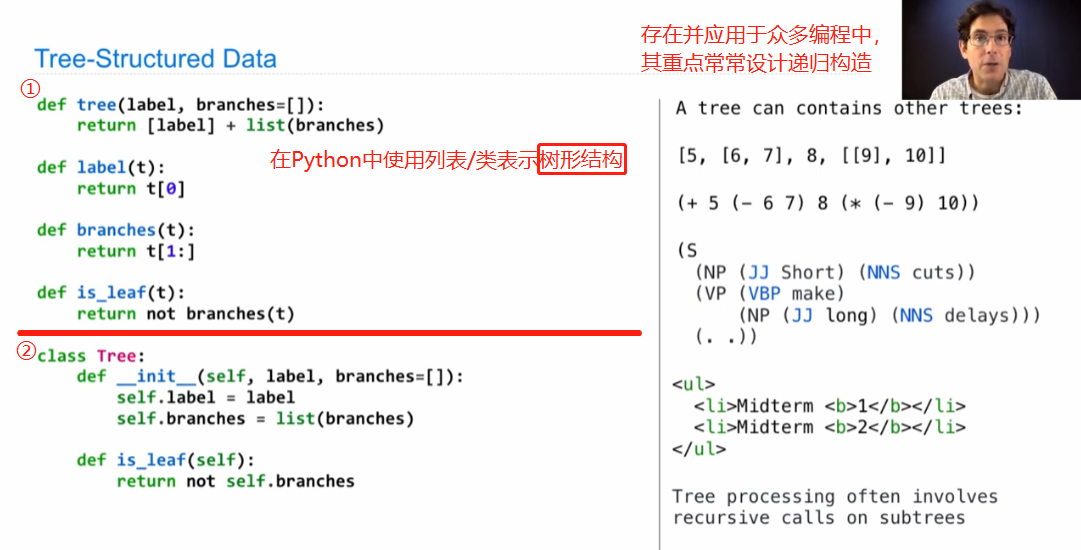 Tree-Structured Data
①
def tree(label, branches=[]):
    return [label] + list(branches)
def label(t):
    return t[0]
def branches(t):
    return t[1:]
def is_leaf(t):
    return not branches(t)
在Python中使用列表/类表示树形结构
②
class Tree:
    def __init__(self, label, branches=[]):
        self.label = label
        self.branches = list(branches)
    def is_leaf(self):
        return not self.branches
存在并应用于众多编程中，
其重点常常设计递归构造
A tree can contains other trees:
[5, [6, 7], 8, [[9], 10]]
(+ 5 (- 6 7) 8 (* (- 9) 10))
(S
  (NP (JJ Short) (NNS cuts))
  (VP (VBP make)
      (NP (JJ long) (NNS delays)))
  (. .))
<ul>
  <li>Midterm <b>1</b></li>
  <li>Midterm <b>2</b></li>
</ul>
Tree processing often involves
recursive calls on subtrees